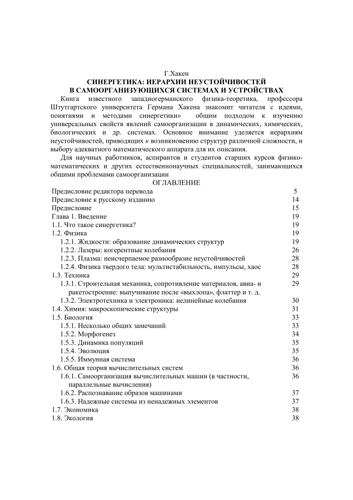 Г.Хакен
СИНЕРГЕТИКА: ИЕРАРХИИ НЕУСТОЙЧИВОСТЕЙ
В САМООРГАНИЗУЮЩИХСЯ СИСТЕМАХ И УСТРОЙСТВАХ
Книга известного западногерманского физика-теоретика, профессора
Штутгартского университета Германа Хакена знакомит читателя с идеями,
понятиями и методами синергетики» общим подходом к изучению
универсальных свойств явлений самоорганизации в динамических, химических,
биологических и др. системах. Основное внимание уделяется иерархиям
неустойчивостей, приводящих к возникновению структур различной сложности, и
выбору адекватного математического аппарата для их описания.
Для научных работников, аспирантов и студентов старших курсов физико-
математических и других естественнонаучных специальностей, занимающихся
общими проблемами самоорганизации
ОГЛАВЛЕНИЕ
Предисловие редактора перевода 5
Предисловие к русскому изданию 14
Предисловие 15
Глава 1. Введение 19
1.1. Что такое синергетика? 19
1.2. Физика 19
1.2.1. Жидкости: образование динамических структур 19
1.2.2. Лазеры: когерентные колебания 26
1.2.3. Плазма: неисчерпаемое разнообразие неустойчивостей 28
1.2.4. Физика твердого тела: мультистабильность, импульсы, хаос 28
1.3. Техника 29
1.3.1. Строительная механика, сопротивление материалов, авиа- и 29
ракетостроение: выпучивание после «выхлопа», флаттер и т. д.
1.3.2. Электротехника и электроника: нелинейные колебания 30
1.4. Химия: макроскопические структуры 31
1.5. Биология 33
1.5.1. Несколько общих замечаний 33
1.5.2. Морфогенез 34
1.5.3. Динамика популяций 35
1.5.4. Эволюция 35
1.5.5. Иммунная система 36
1.6. Общая теория вычислительных систем 36
1.6.1. Самоорганизация вычислительных машин (в частности, 36
параллельные вычисления)
1.6.2. Распознавание образов машинами 37
1.6.3. Надежные системы из ненадежных элементов 37
1.7. Экономика 38
1.8. Экология 38